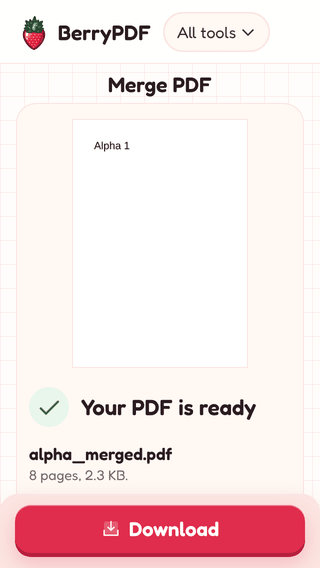 BerryPDF
All tools
Merge PDF
Alpha 1
Your PDF is ready
alpha_merged.pdf
8 pages, 2.3 KB.
Download